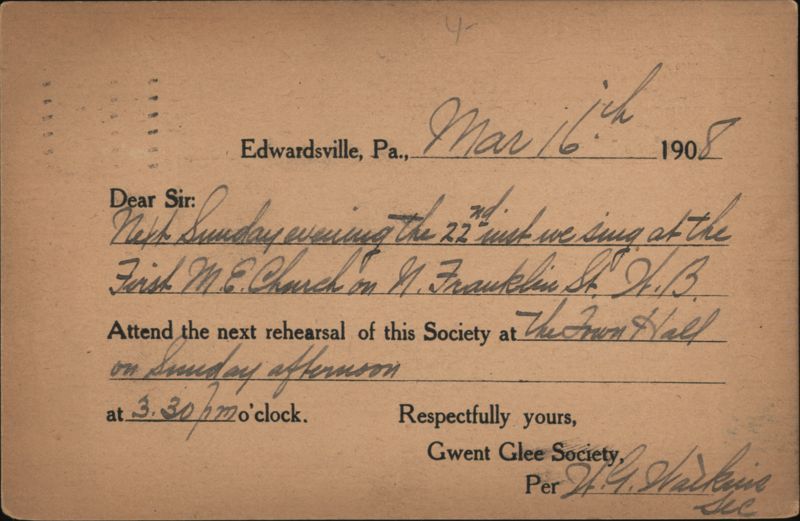 4
Edwardsville, Pa., Mar 16th 1908
Dear Sir:
Next Sunday evening the 22nd inst we sing at the
First M.E. Church on N. Franklin St. W.B.
Attend the next rehearsal of this Society at The Town Hall
on Sunday afternoon
at 3.30 pm o'clock.
Respectfully yours,
Gwent Glee Society,
Per W. G. Watkins
Sec